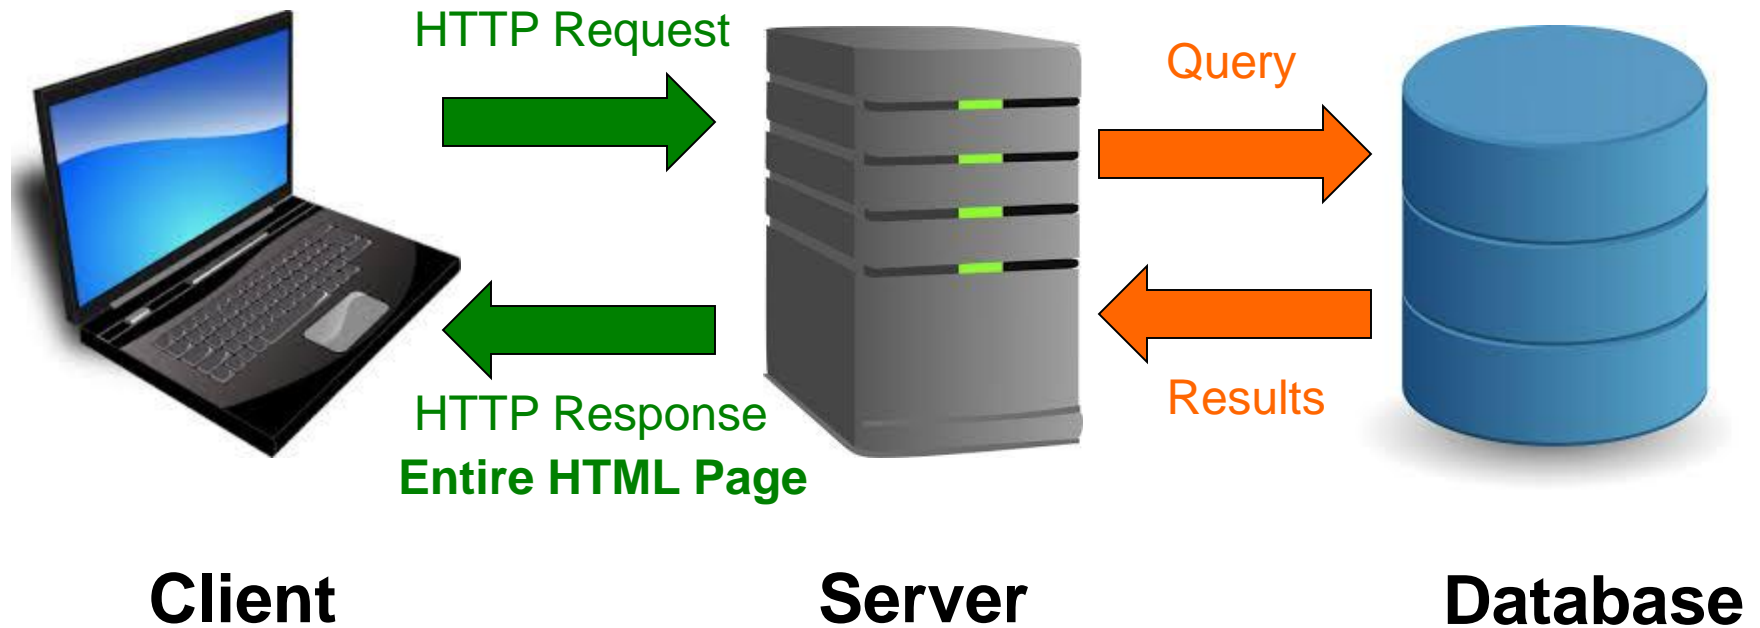 HTTP Request
Query
HTTP Response
Entire HTML Page
Results
Client
Server
Database